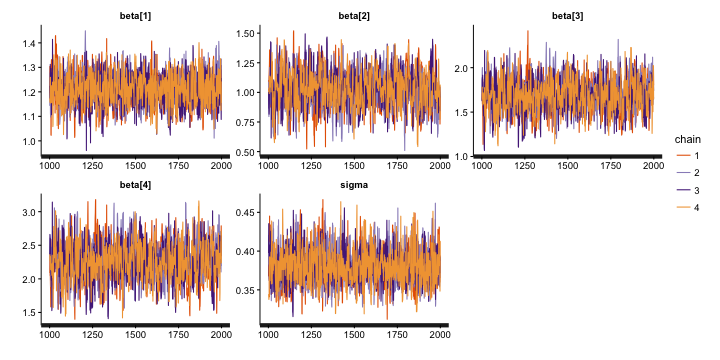 beta[1] beta[2] beta[3]
1.4 1.3 1.2 1.1 1.0
1.50 1.25 1.00 0.75 0.50
2.0 1.5 1.0
1000 1250 1500 1750 2000
1000 1250 1500 1750 2000
1000 1250 1500 1750 2000
chain
1
2
3
4
beta[4] sigma
3.0 2.5 2.0 1.5
0.45 0.40 0.35
1000 1250 1500 1750 2000
1000 1250 1500 1750 2000